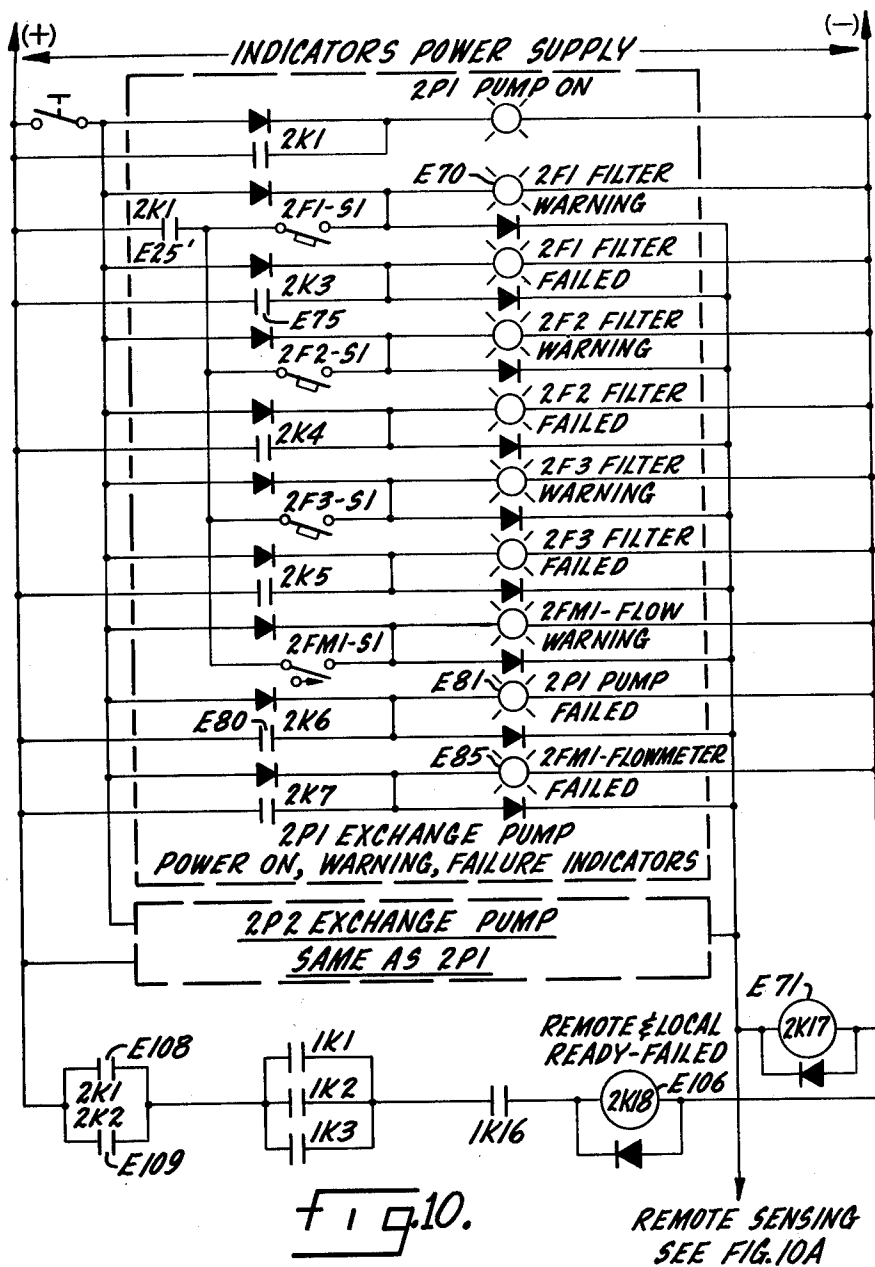 (+) (-)
INDICATORS POWER SUPPLY
2P1 PUMP ON
2K1
E70 2F1 FILTER
WARNING
2K1 2F1-S1
E25'
2F1 FILTER
FAILED
2K3
E75
2F2 FILTER
WARNING
2F2-S1
2F2 FILTER
FAILED
2K4
2F3 FILTER
WARNING
2F3-S1
2F3 FILTER
FAILED
2K5
2FM1-FLOW
WARNING
2FM1-S1
E81 2P1 PUMP
FAILED
E80 2K6
E85 2FM1-FLOWMETER
FAILED
2K7
2P1 EXCHANGE PUMP
POWER ON, WARNING, FAILURE INDICATORS
2P2 EXCHANGE PUMP
SAME AS 2P1
E71
2K17
REMOTE & LOCAL
READY-FAILED
E108
2K1
2K2
E109
1K1
1K2
1K3
1K16
2K18 E106
Fig.10.
REMOTE SENSING
SEE FIG.10A